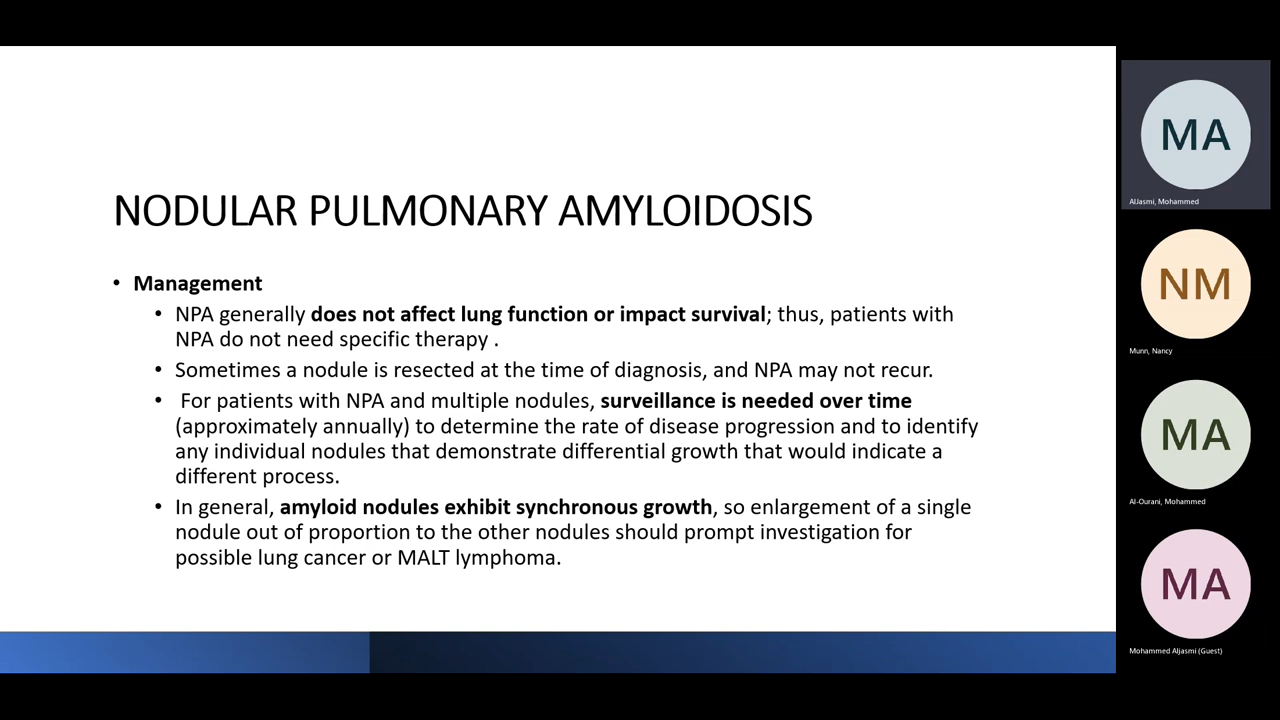 NODULAR PULMONARY AMYLOIDOSIS
• Management
• NPA generally does not affect lung function or impact survival; thus, patients with
NPA do not need specific therapy .
• Sometimes a nodule is resected at the time of diagnosis, and NPA may not recur.
• For patients with NPA and multiple nodules, surveillance is needed over time
(approximately annually) to determine the rate of disease progression and to identify
any individual nodules that demonstrate differential growth that would indicate a
different process.
• In general, amyloid nodules exhibit synchronous growth, so enlargement of a single
nodule out of proportion to the other nodules should prompt investigation for
possible lung cancer or MALT lymphoma.
MA
AlJasmi, Mohammed
NM
Munn, Nancy
MA
Al-Ourani, Mohammed
MA
Mohammed Aljasmi (Guest)